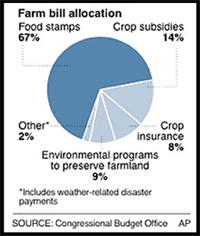 Farm bill allocation
Food stamps
67%
Crop subsidies
14%
Other*
2%
Crop
insurance
8%
Environmental programs
to preserve farmland
9%
*Includes weather-related disaster
payments
SOURCE: Congressional Budget Office AP